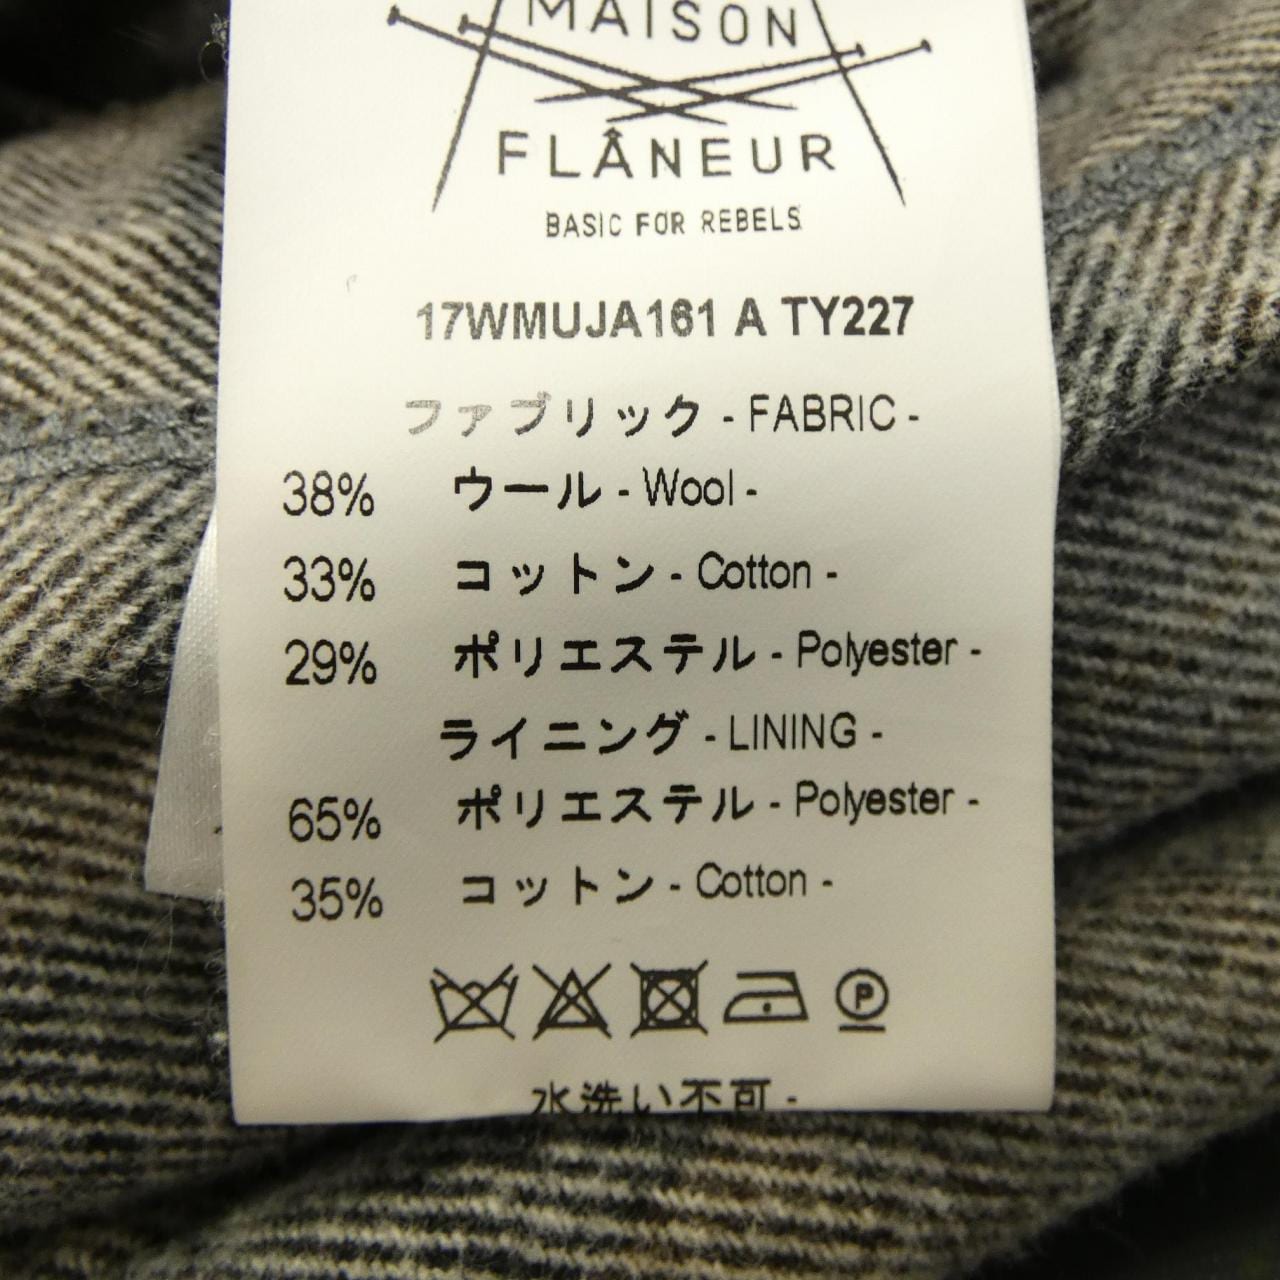 MAISON
FLÂNEUR
BASIC FOR REBELS
17WMUJA161 A TY227
ファブリック - FABRIC -
38% ウール - Wool -
33% コットン - Cotton -
29% ポリエステル - Polyester -
ライニング - LINING -
65% ポリエステル - Polyester -
35% コットン - Cotton -
P
水洗い不可 -